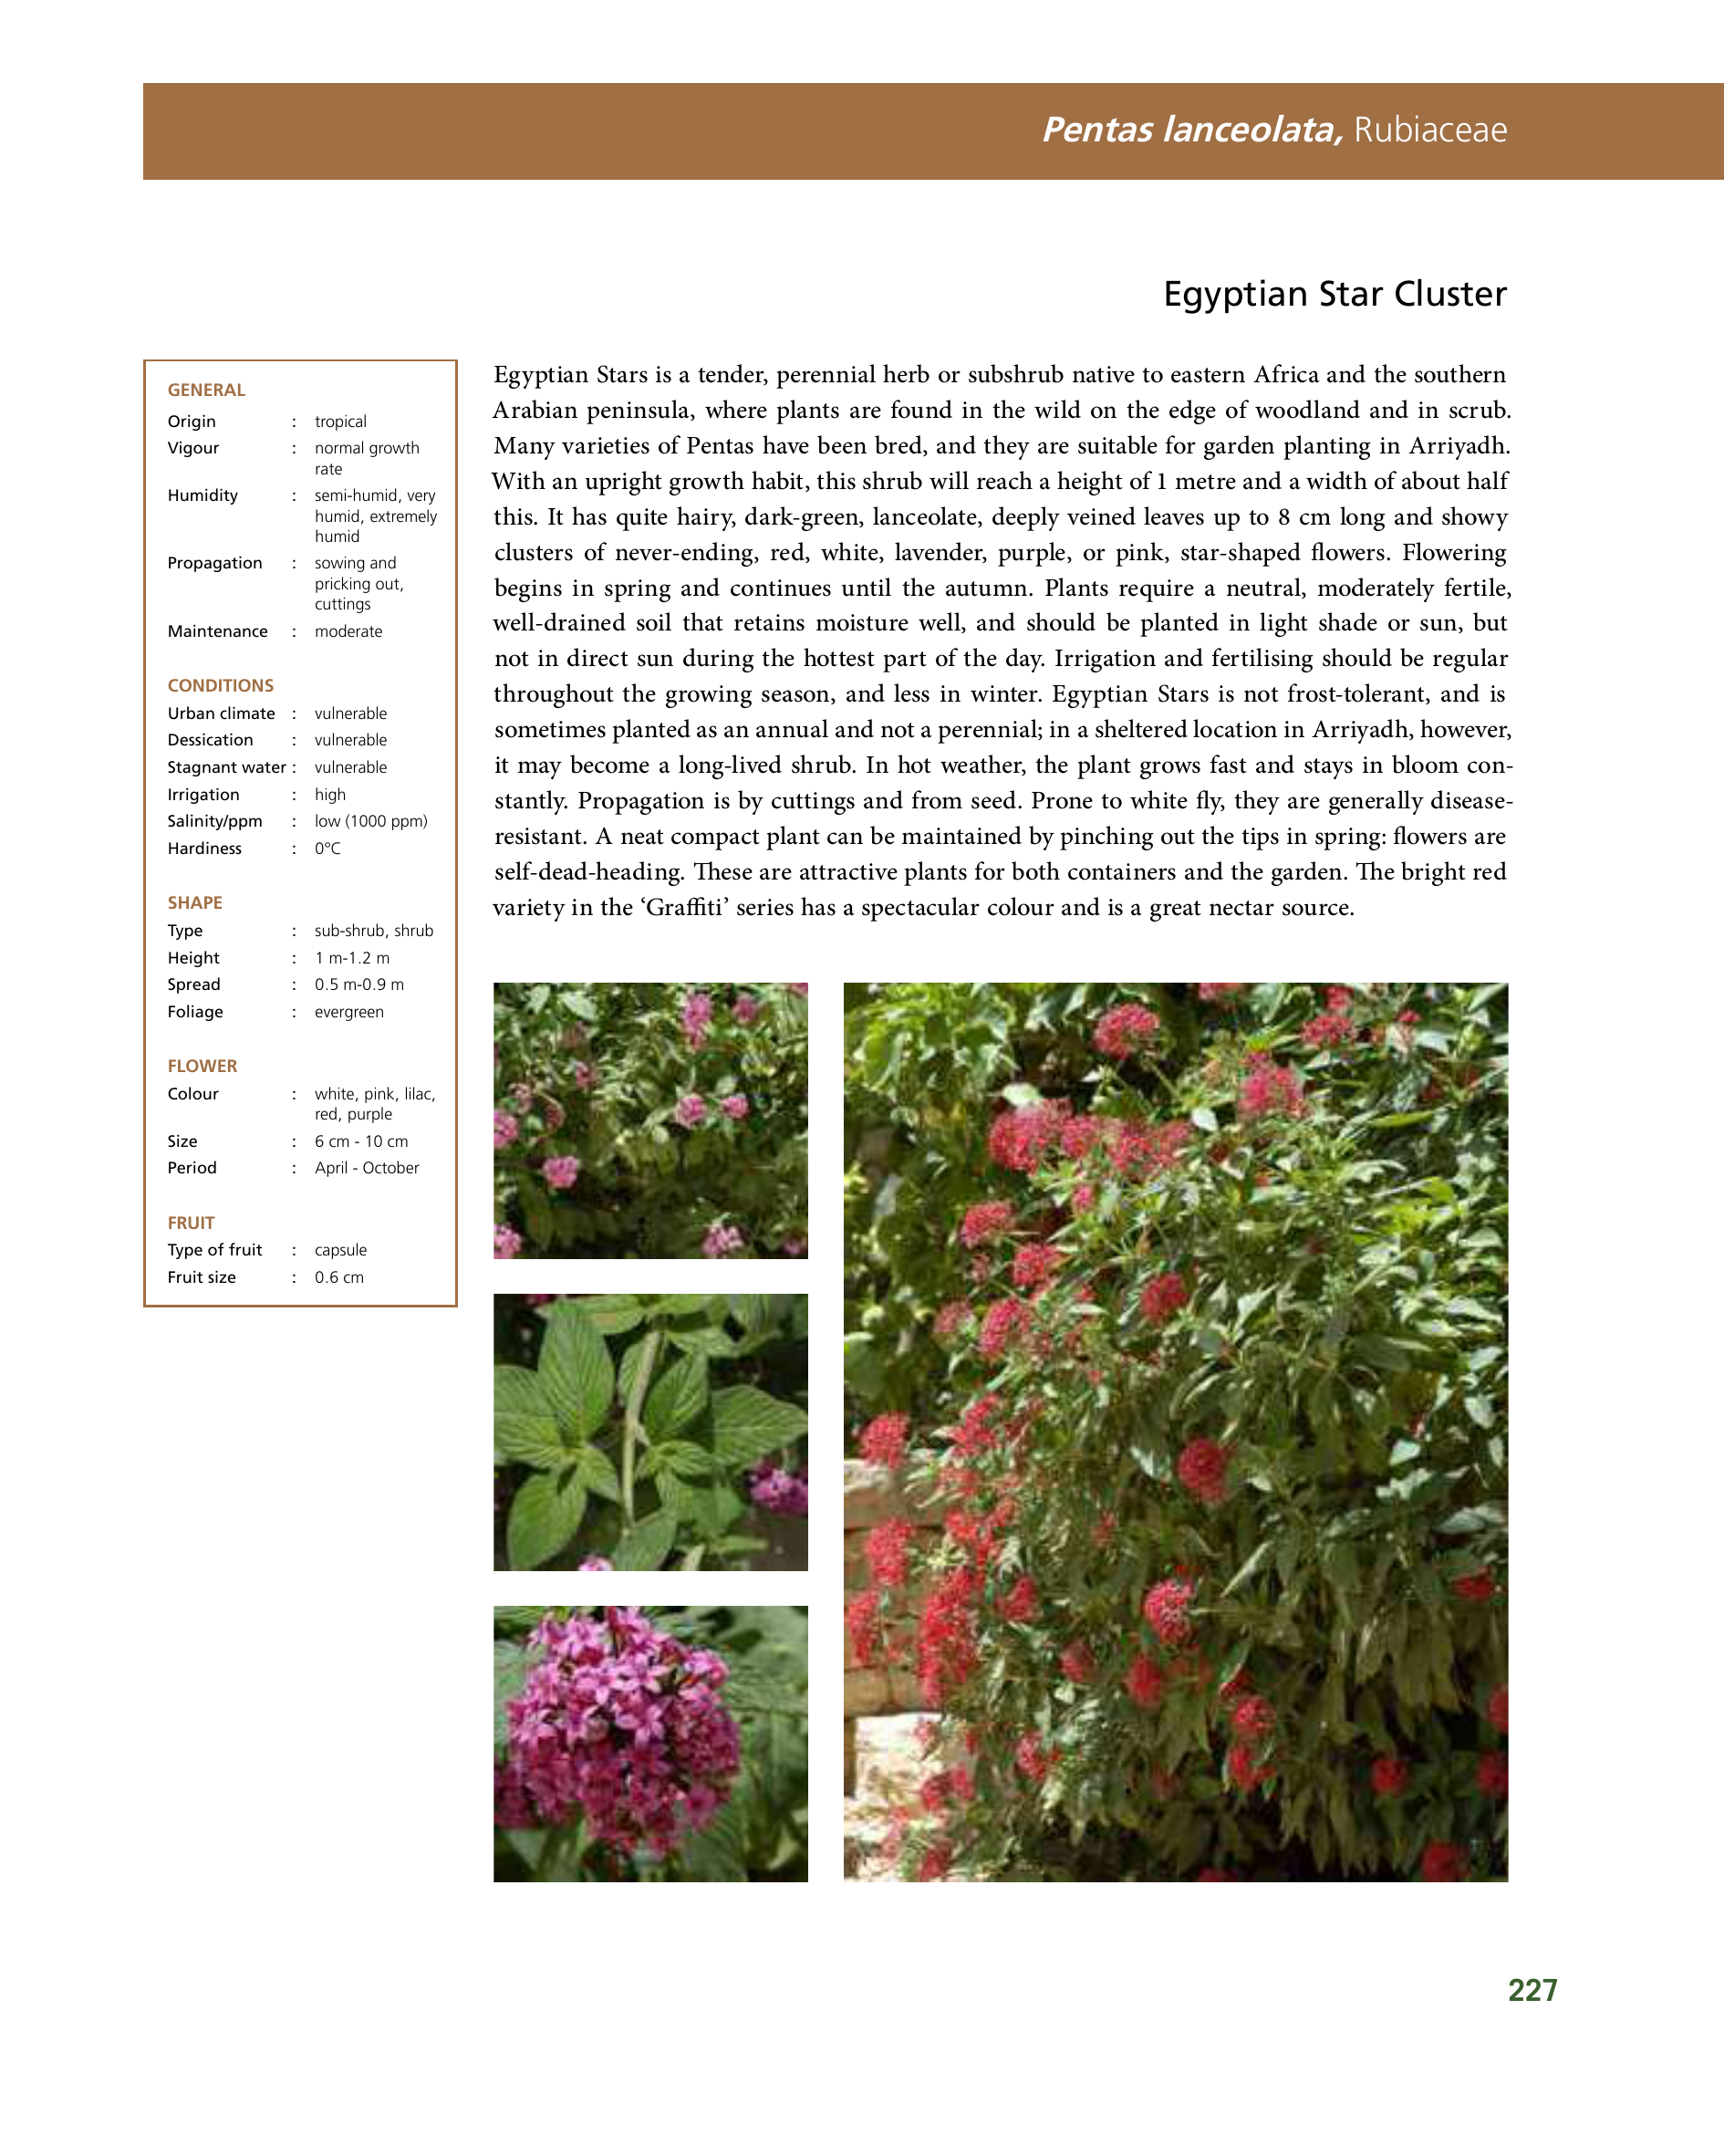 Pentas lanceolata, Rubiaceae
Egyptian Star Cluster
GENERAL
Origin : tropical
Vigour : normal growth
rate
Humidity : semi-humid, very
humid, extremely
humid
Propagation : sowing and
pricking out,
cuttings
Maintenance : moderate
CONDITIONS
Urban climate : vulnerable
Dessication : vulnerable
Stagnant water : vulnerable
Irrigation : high
Salinity/ppm : low (1000 ppm)
Hardiness : 0°C
SHAPE
Type : sub-shrub, shrub
Height : 1 m-1.2 m
Spread : 0.5 m-0.9 m
Foliage : evergreen
FLOWER
Colour : white, pink, lilac,
red, purple
Size : 6 cm - 10 cm
Period : April - October
FRUIT
Type of fruit : capsule
Fruit size : 0.6 cm
Egyptian Stars is a tender, perennial herb or subshrub native to eastern Africa and the southern
Arabian peninsula, where plants are found in the wild on the edge of woodland and in scrub.
Many varieties of Pentas have been bred, and they are suitable for garden planting in Arriyadh.
With an upright growth habit, this shrub will reach a height of 1 metre and a width of about half
this. It has quite hairy, dark-green, lanceolate, deeply veined leaves up to 8 cm long and showy
clusters of never-ending, red, white, lavender, purple, or pink, star-shaped flowers. Flowering
begins in spring and continues until the autumn. Plants require a neutral, moderately fertile,
well-drained soil that retains moisture well, and should be planted in light shade or sun, but
not in direct sun during the hottest part of the day. Irrigation and fertilising should be regular
throughout the growing season, and less in winter. Egyptian Stars is not frost-tolerant, and is
sometimes planted as an annual and not a perennial; in a sheltered location in Arriyadh, however,
it may become a long-lived shrub. In hot weather, the plant grows fast and stays in bloom con-
stantly. Propagation is by cuttings and from seed. Prone to white fly, they are generally disease-
resistant. A neat compact plant can be maintained by pinching out the tips in spring: flowers are
self-dead-heading. These are attractive plants for both containers and the garden. The bright red
variety in the ‘Graffiti’ series has a spectacular colour and is a great nectar source.
227